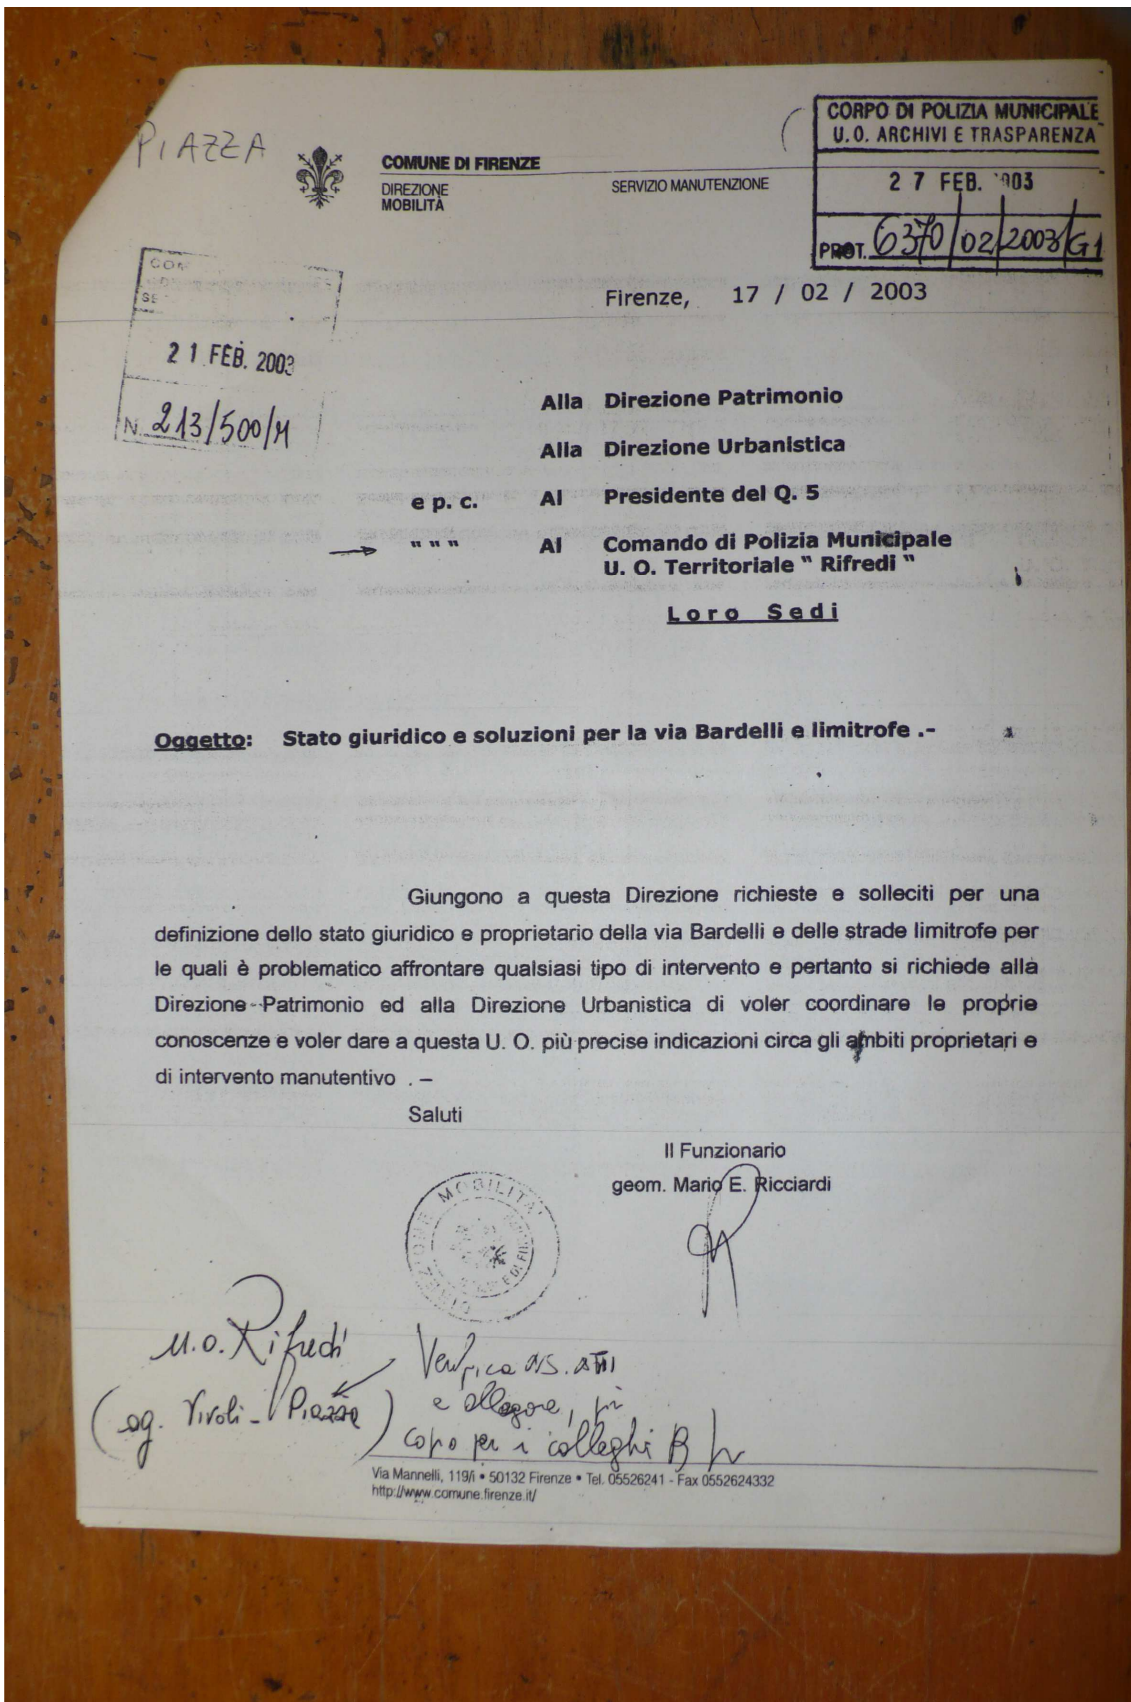 PIAZZA
COMUNE DI FIRENZE
DIREZIONE
MOBILITÀ
SERVIZIO MANUTENZIONE
CORPO DI POLIZIA MUNICIPALE
U.O. ARCHIVI E TRASPARENZA
27 FEB. 003
PROT. 6370/02/2003/G1
Firenze, 17 / 02 / 2003
21 FEB. 2003
N. 213/500/M
Alla Direzione Patrimonio
Alla Direzione Urbanistica
e p. c. Al Presidente del Q. 5
" " " Al Comando di Polizia Municipale
U. O. Territoriale " Rifredi "
Loro Sedi
Oggetto: Stato giuridico e soluzioni per la via Bardelli e limitrofe .-
Giungono a questa Direzione richieste e solleciti per una
definizione dello stato giuridico e proprietario della via Bardelli e delle strade limitrofe per
le quali è problematico affrontare qualsiasi tipo di intervento e pertanto si richiede alla
Direzione Patrimonio ed alla Direzione Urbanistica di voler coordinare le proprie
conoscenze e voler dare a questa U. O. più precise indicazioni circa gli ambiti proprietari e
di intervento manutentivo . –
Saluti
Il Funzionario
geom. Mario E. Ricciardi
DIREZIONE MOBILITA'
U.O. Rifredi
(ag. Vivoli - Piazza)
Verifica ns. atti
e allegare,
copia per i colleghi
Via Mannelli, 119/i • 50132 Firenze • Tel. 05526241 - Fax 0552624332
http://www.comune.firenze.it/